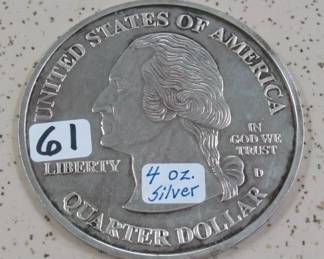 UNITED STATES OF AMERICA
61
LIBERTY
IN
GOD WE
TRUST
D
4 oz.
Silver
QUARTER DOLLAR